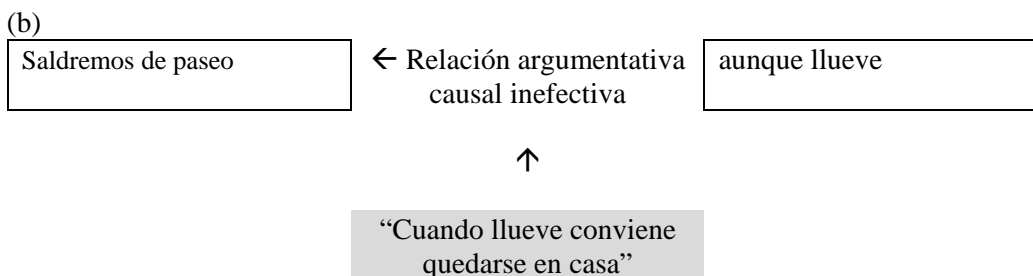 (b)
Saldremos de paseo
← Relación argumentativa
causal inefectiva
aunque llueve
↑
“Cuando llueve conviene
quedarse en casa”